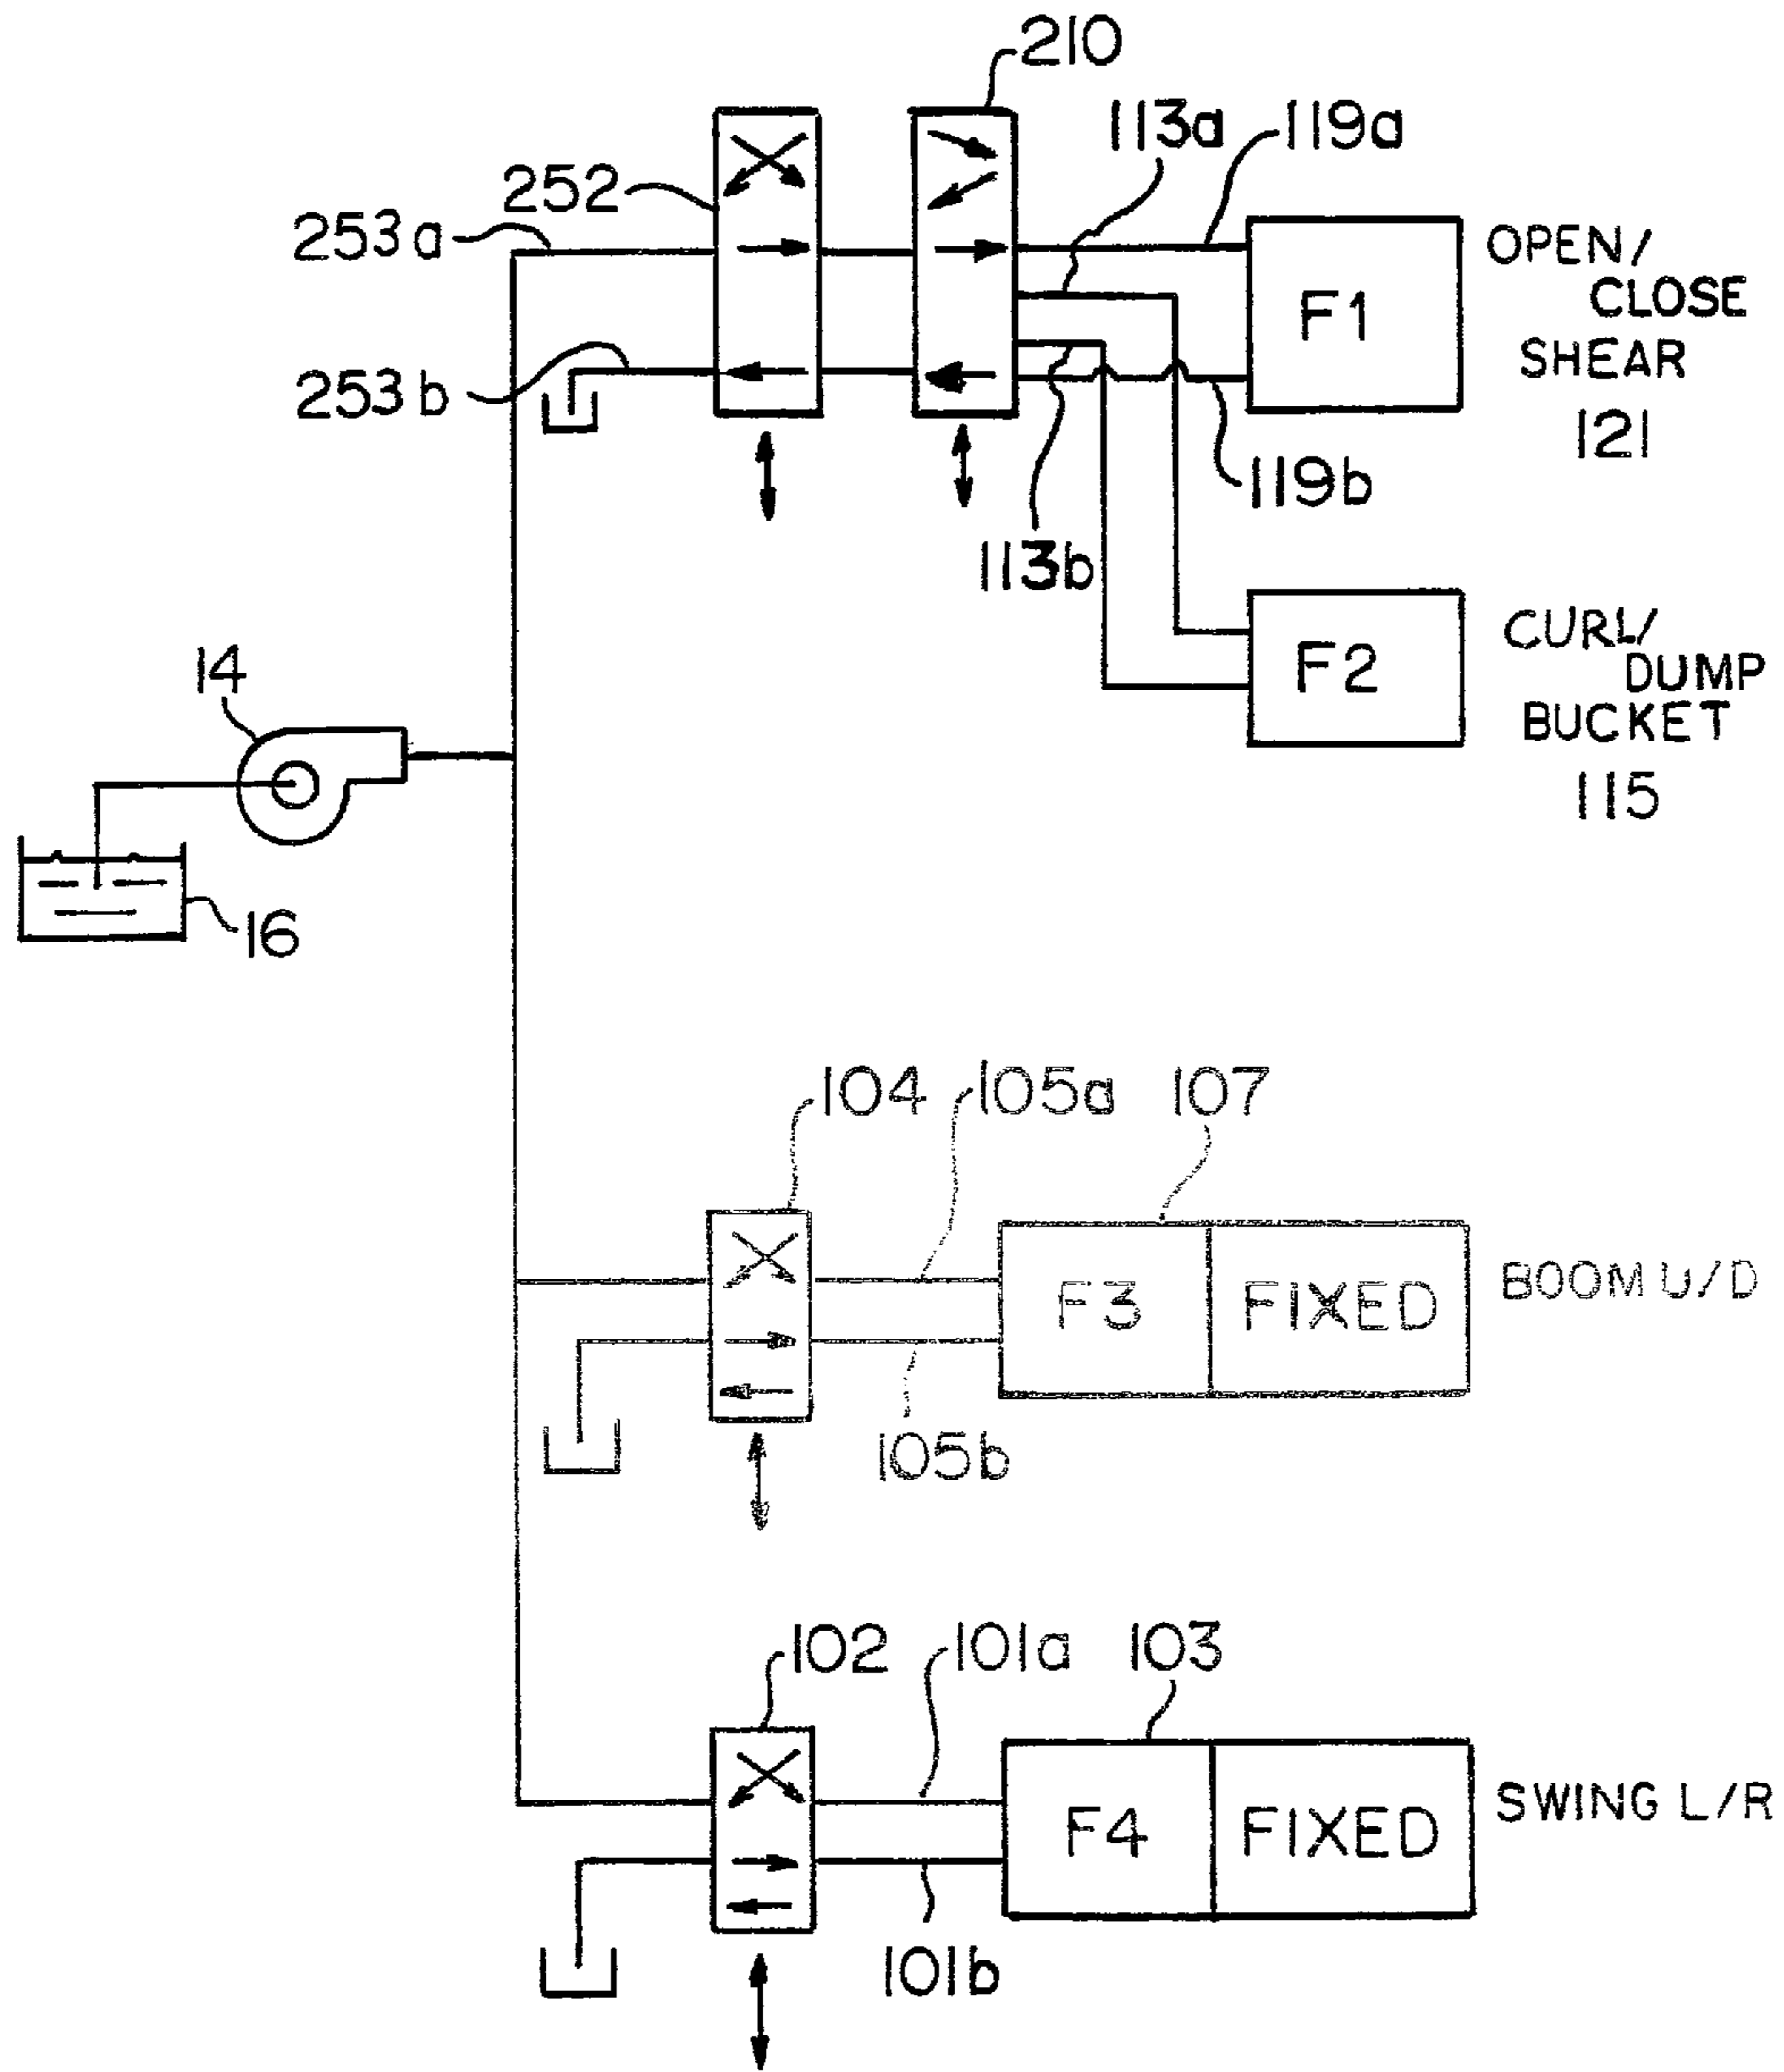 210
113a
119a
252
253a
F1
OPEN/
CLOSE
SHEAR
121
253b
119b
113b
F2
CURL/
DUMP
BUCKET
115
14
16
104
105a
107
F3
FIXED
BOOM U/D
105b
102
101a
103
F4
FIXED
SWING L/R
101b